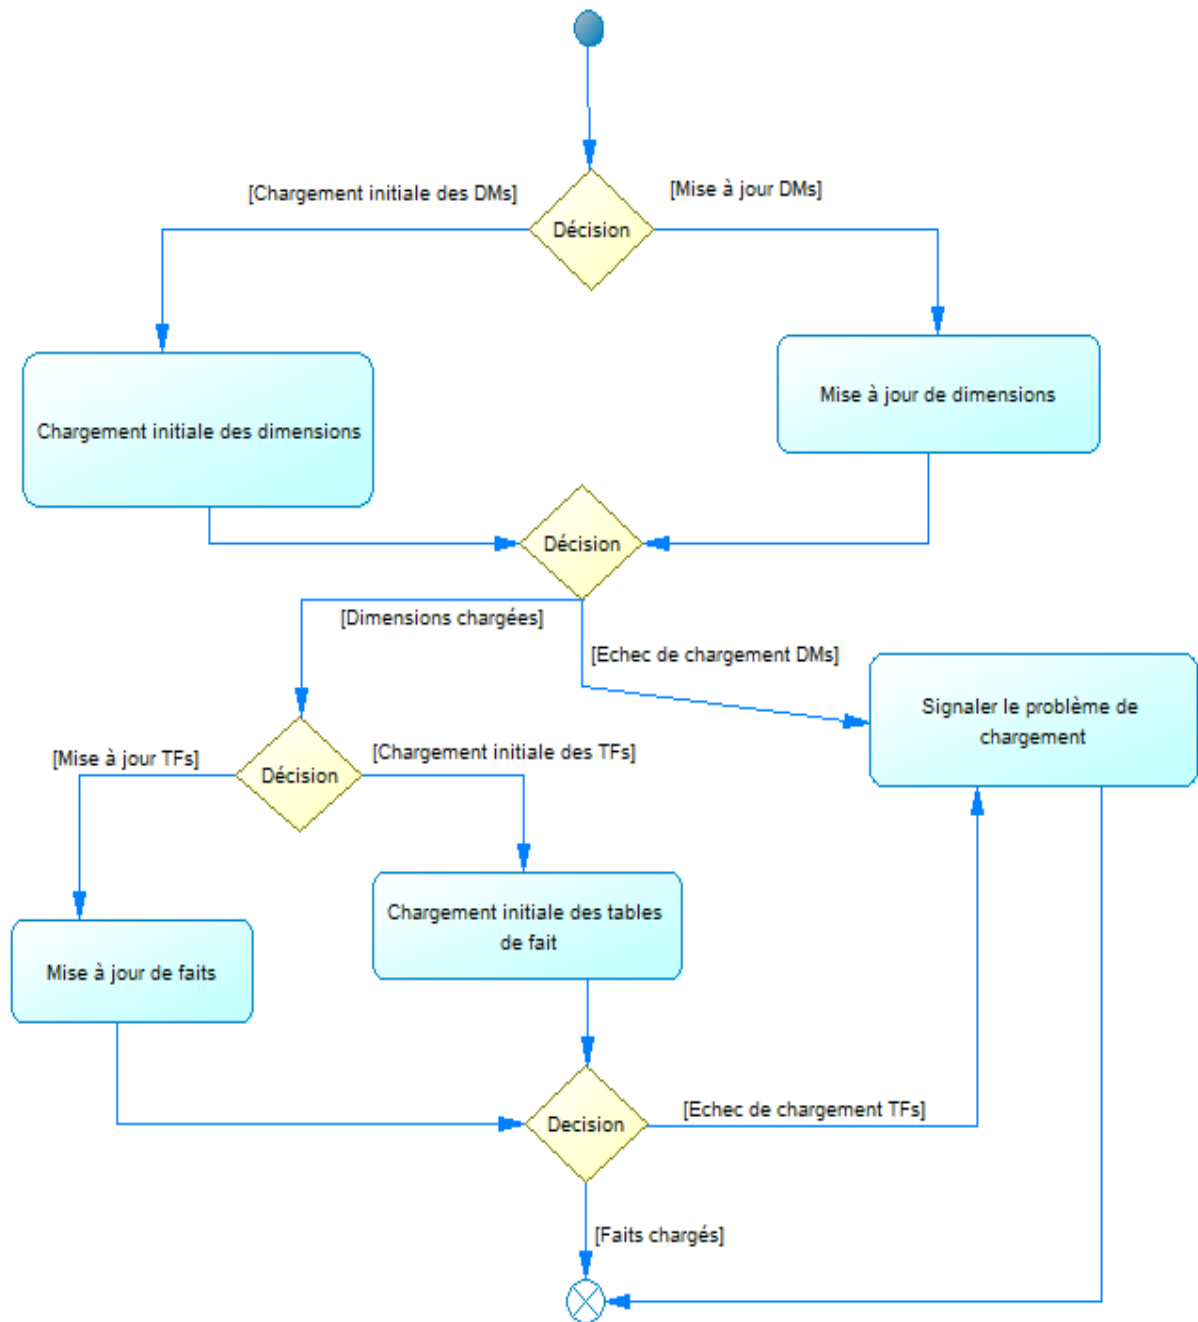 [Chargement initiale des DMs]
[Mise à jour DMs]
Décision
Chargement initiale des dimensions
Mise à jour de dimensions
Décision
[Dimensions chargées]
[Echec de chargement DMs]
Signaler le problème de
chargement
[Mise à jour TFs]
[Chargement initiale des TFs]
Décision
Chargement initiale des tables
de fait
Mise à jour de faits
Decision
[Echec de chargement TFs]
[Faits chargés]